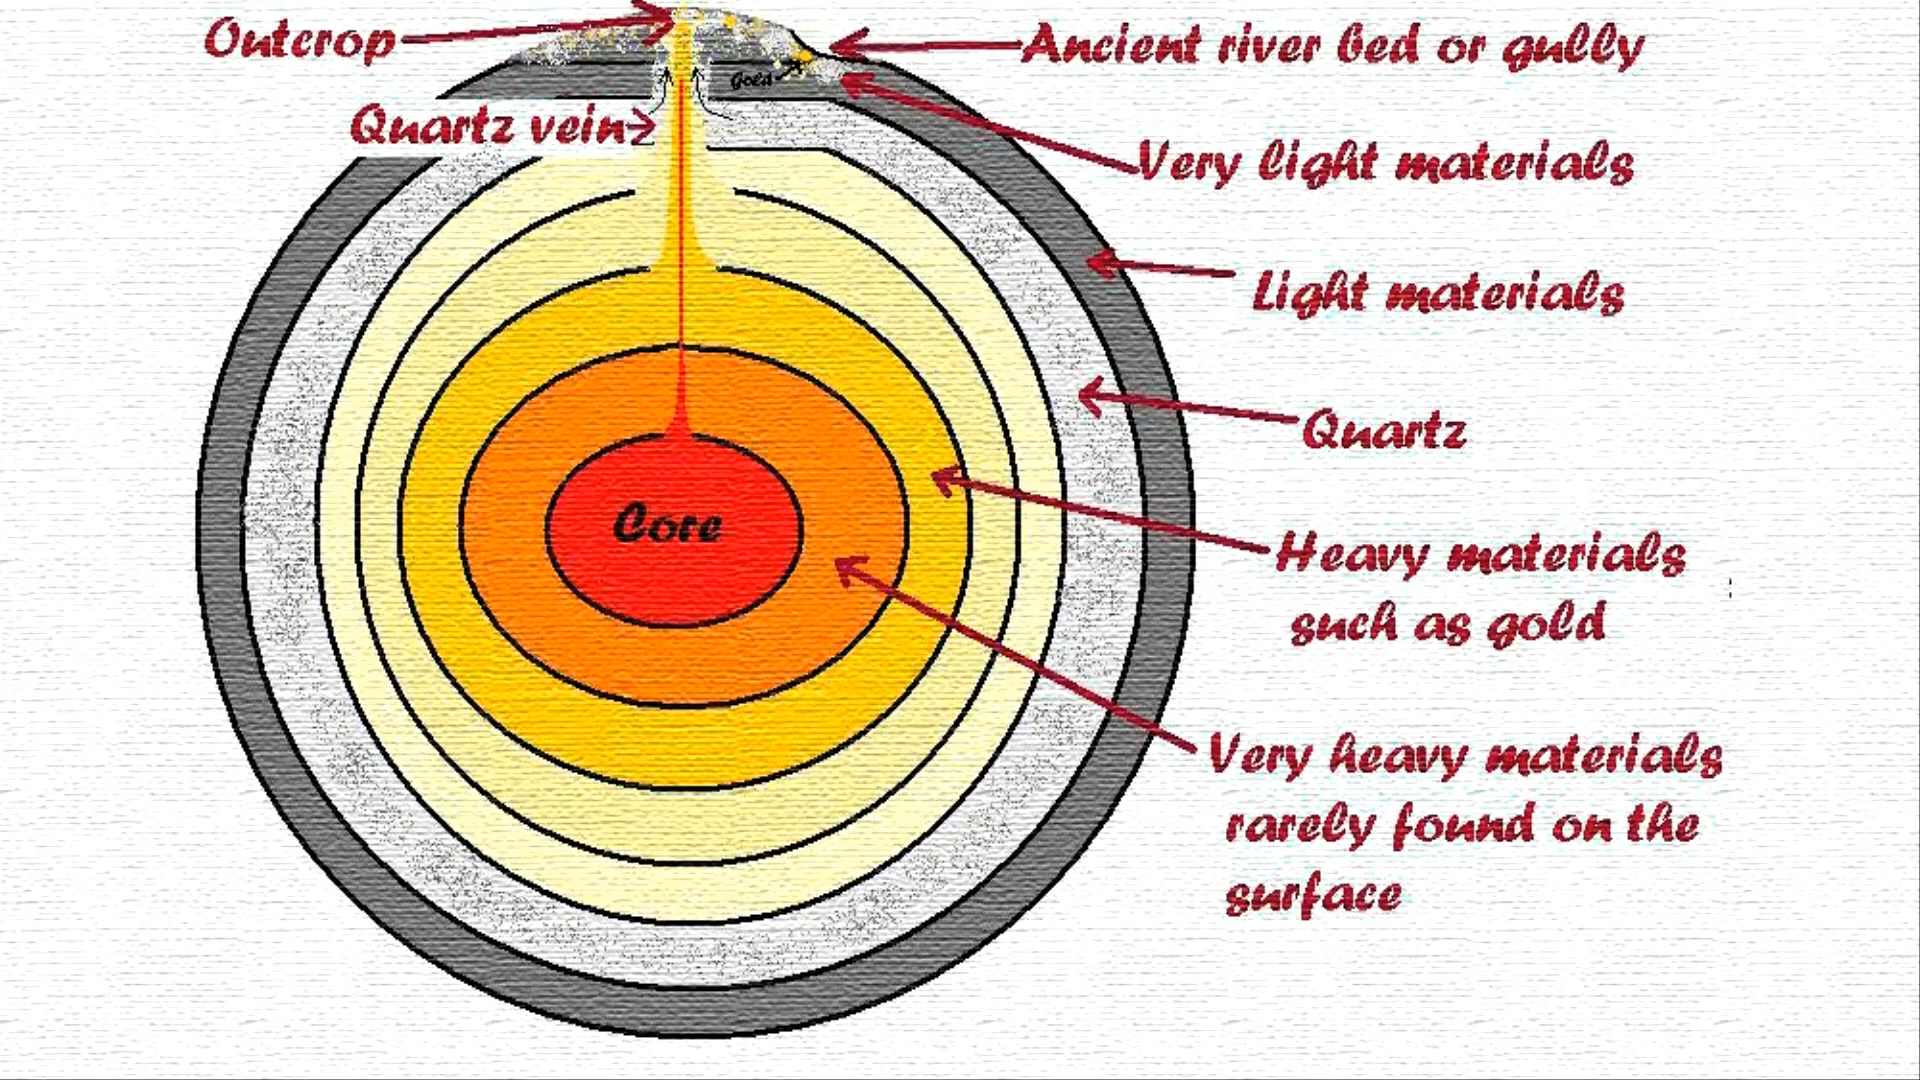 Outcrop
Ancient river bed or gully
Gold
Quartz vein
Very light materials
Light materials
Quartz
Core
Heavy materials
such as gold
Very heavy materials
rarely found on the
surface